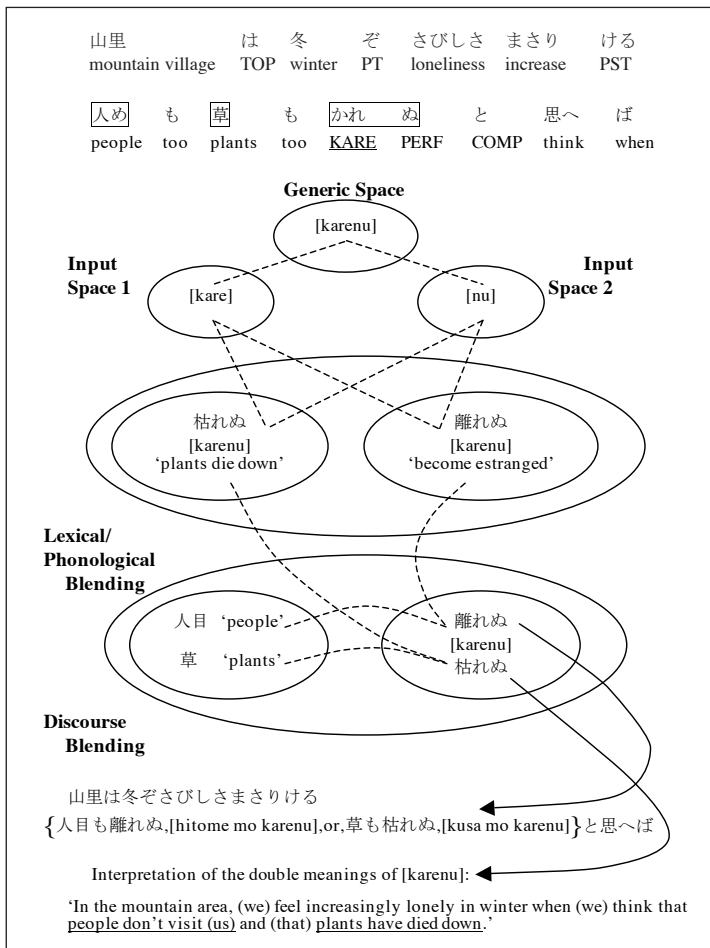 山里 は 冬 ぞ さびしさ まさり ける
mountain village TOP winter PT loneliness increase PST
人め も 草 も かれ ぬ と 思へ ば
people too plants too KARE PERF COMP think when
Generic Space
[karenu]
Input
Space 1
Input
Space 2
[kare]
[nu]
枯れぬ
[karenu]
‘plants die down’
離れぬ
[karenu]
‘become estranged’
Lexical/
Phonological
Blending
人目 ‘people’
草 ‘plants’
離れぬ
[karenu]
枯れぬ
Discourse
Blending
山里は冬ぞさびしさまさりける
{人目も離れぬ,[hitome mo karenu],or,草も枯れぬ,[kusa mo karenu]}と思へば
Interpretation of the double meanings of [karenu]:
‘In the mountain area, (we) feel increasingly lonely in winter when (we) think that
people don’t visit (us) and (that) plants have died down.’